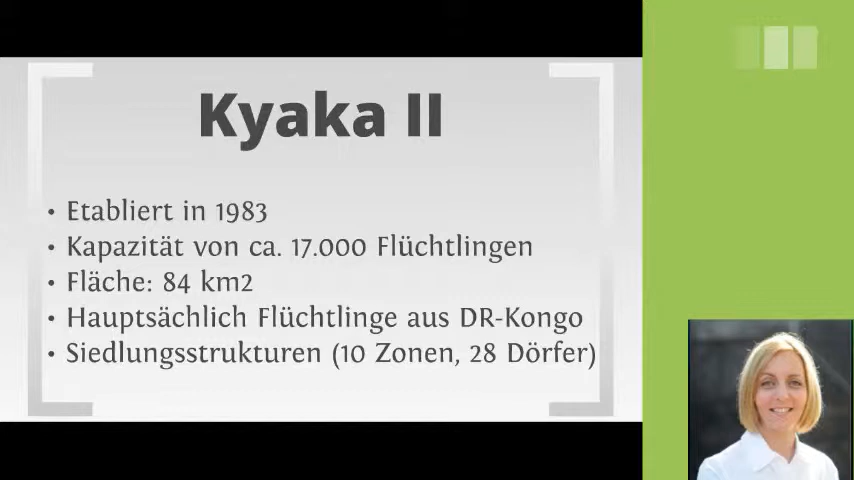 Kyaka II
• Etabliert in 1983
• Kapazität von ca. 17.000 Flüchtlingen
• Fläche: 84 km2
• Hauptsächlich Flüchtlinge aus DR-Kongo
• Siedlungsstrukturen (10 Zonen, 28 Dörfer)